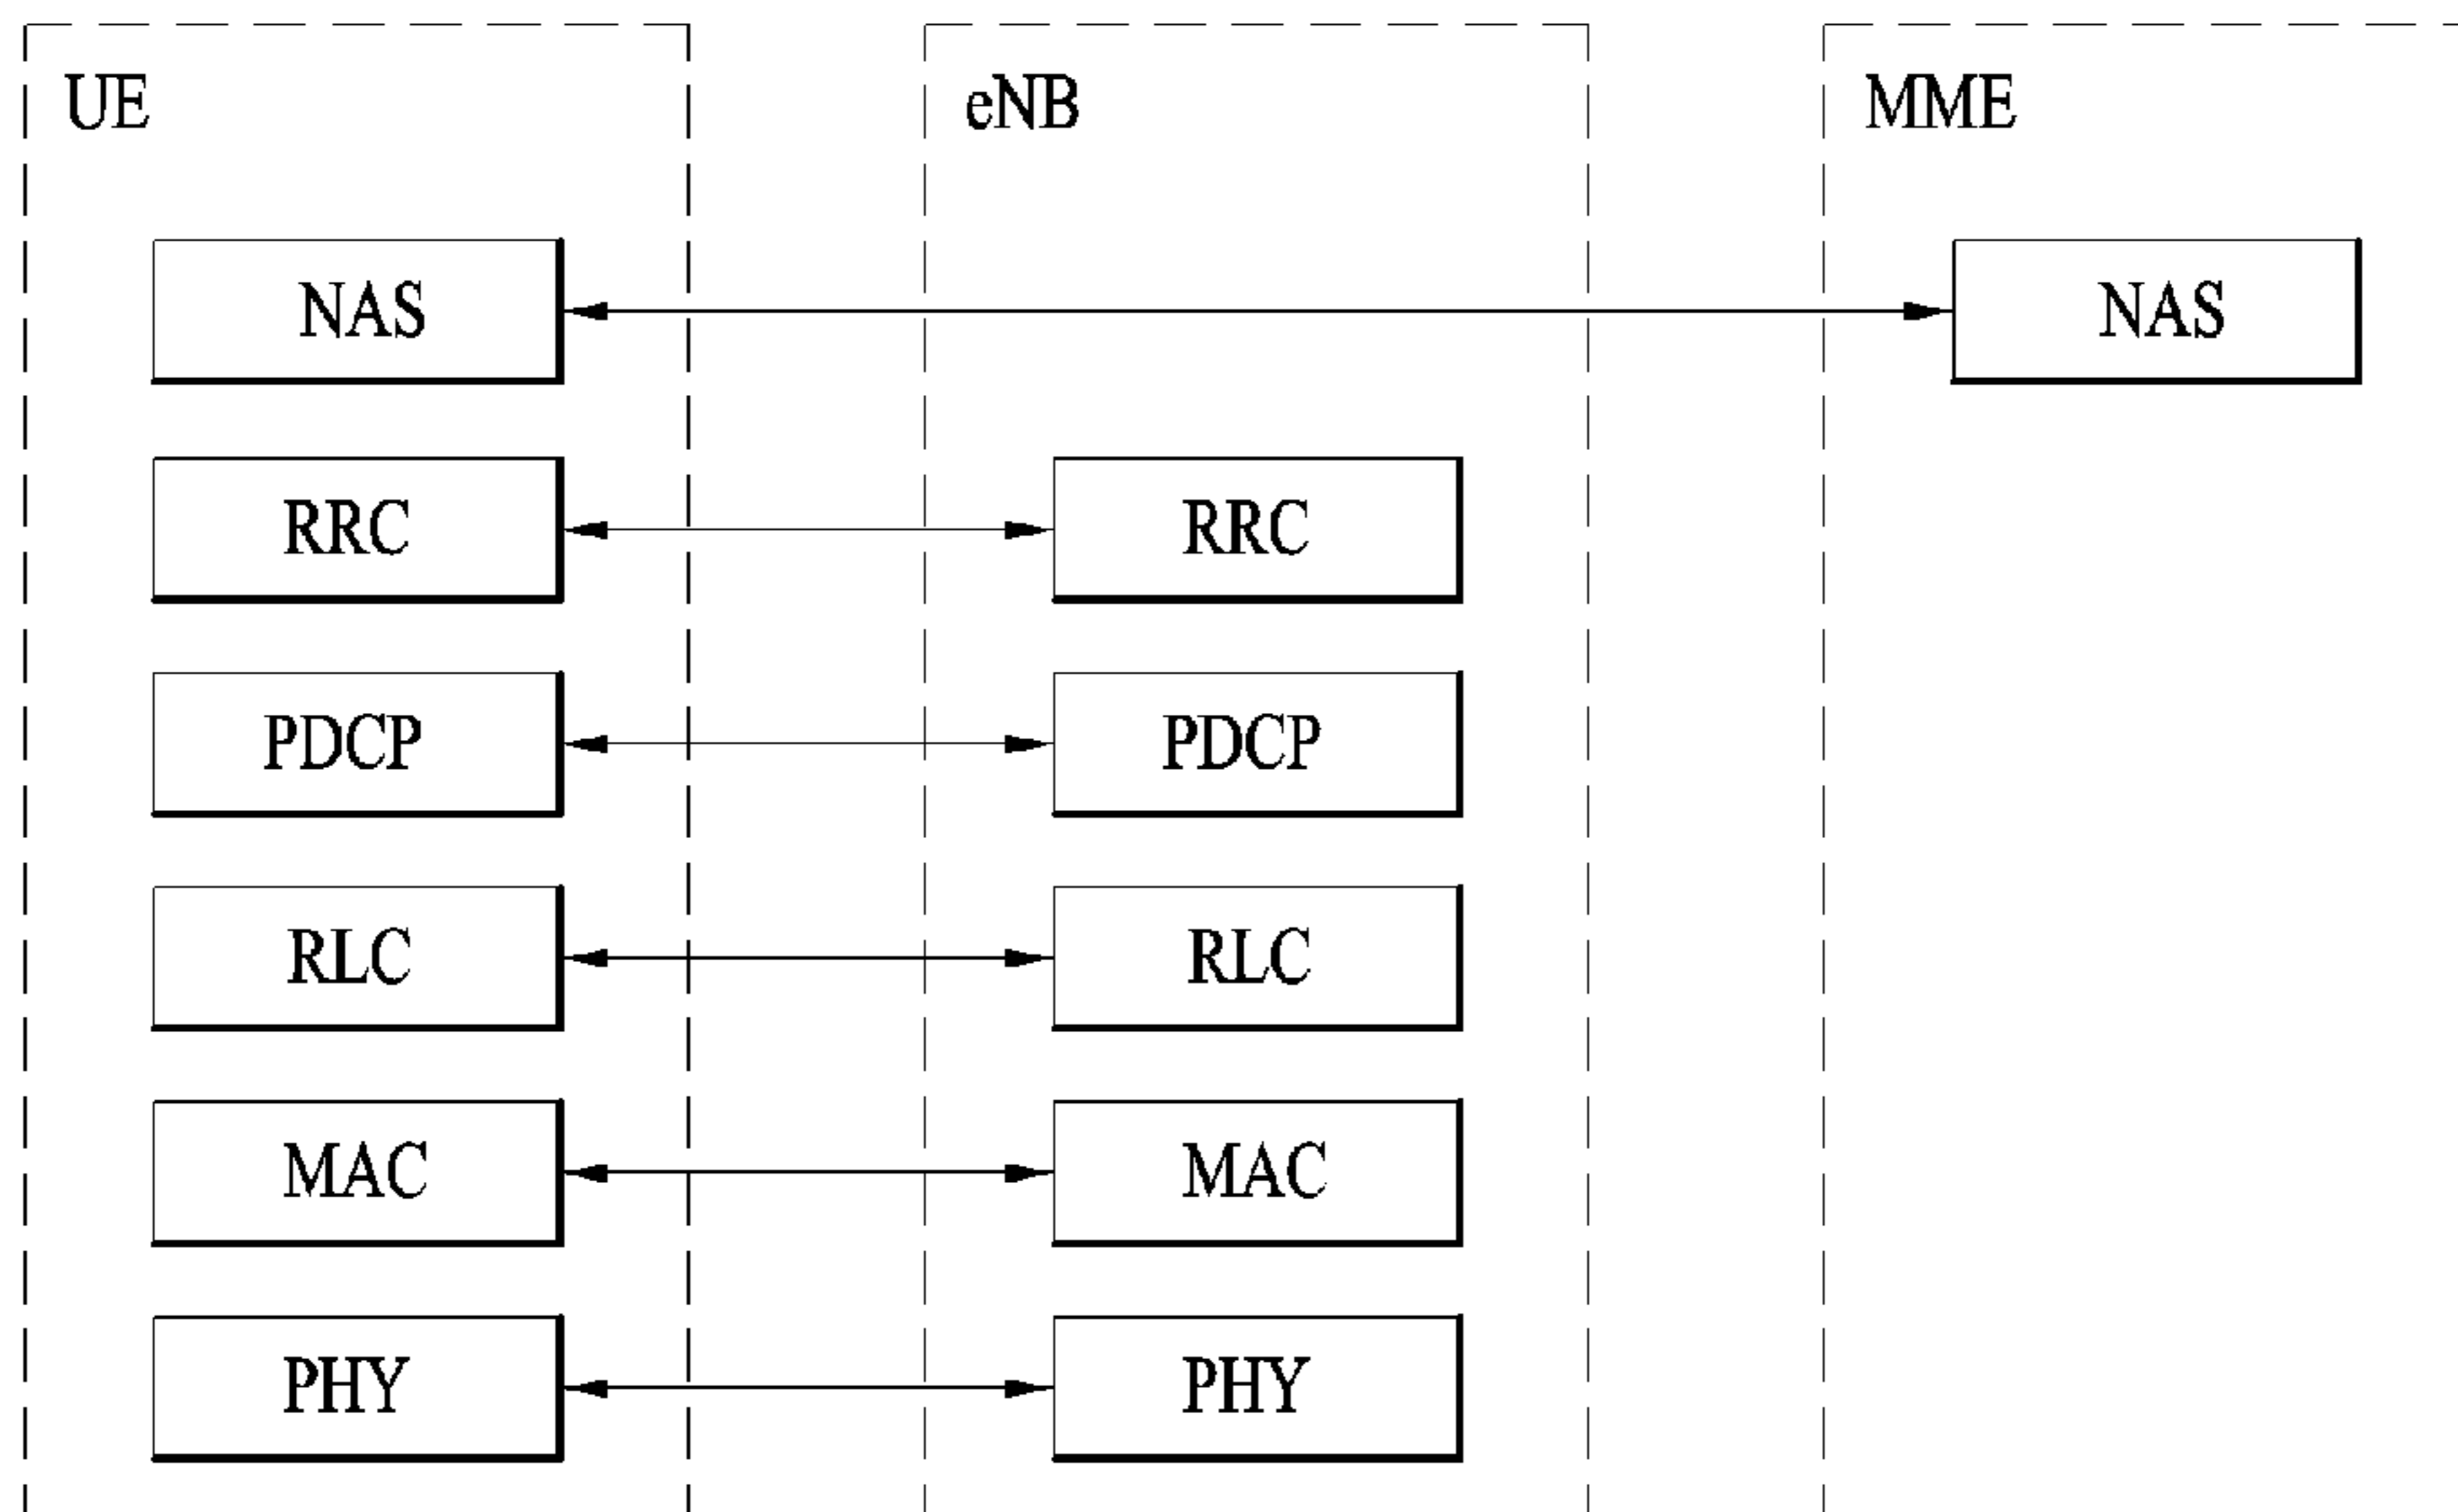 UE eNB MME
NAS NAS
RRC RRC
PDCP PDCP
RLC RLC
MAC MAC
PHY PHY